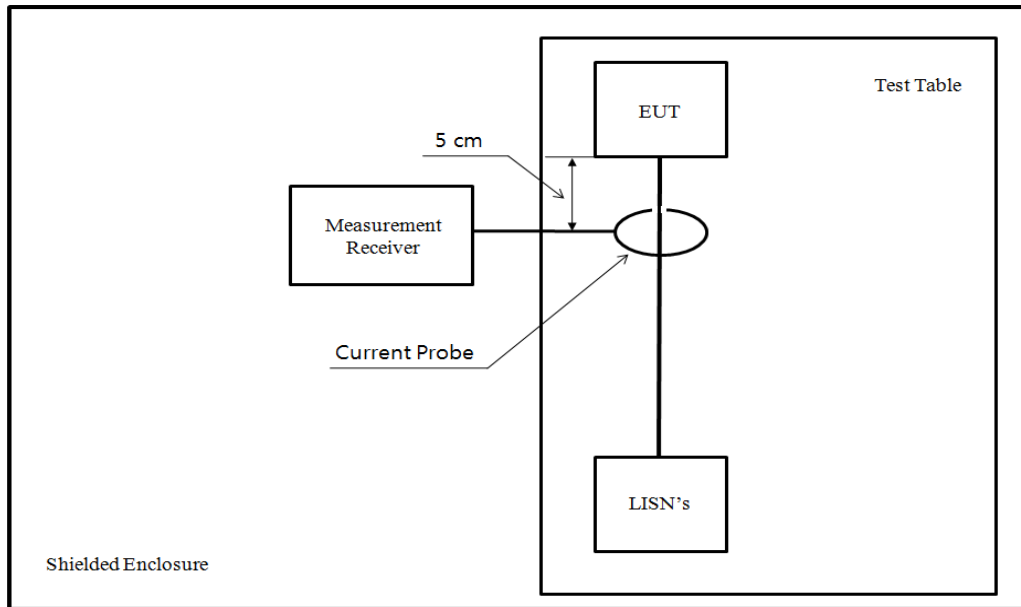 Test Table
EUT
5 cm
Measurement
Receiver
Current Probe
LISN’s
Shielded Enclosure